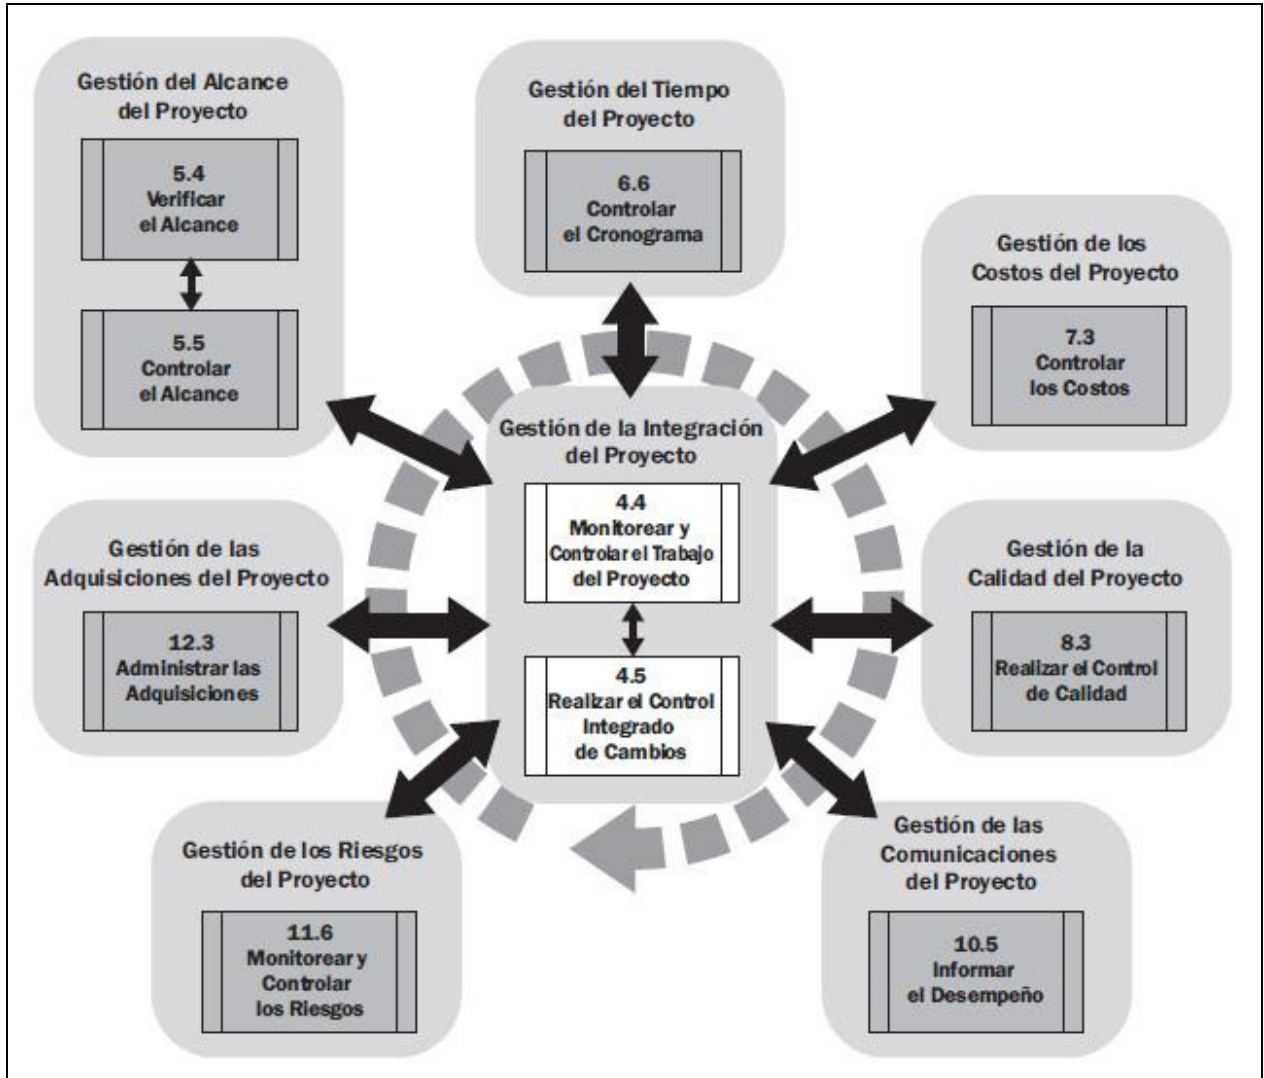 Gestión del Alcance
del Proyecto
5.4
Verificar
el Alcance
5.5
Controlar
el Alcance
Gestión del Tiempo
del Proyecto
6.6
Controlar
el Cronograma
Gestión de los
Costos del Proyecto
7.3
Controlar
los Costos
Gestión de la Integración
del Proyecto
4.4
Monitorear y
Controlar el Trabajo
del Proyecto
4.5
Realizar el Control
Integrado
de Cambios
Gestión de las
Adquisiciones del Proyecto
12.3
Administrar las
Adquisiciones
Gestión de la
Calidad del Proyecto
8.3
Realizar el Control
de Calidad
Gestión de los Riesgos
del Proyecto
11.6
Monitorear y
Controlar
los Riesgos
Gestión de las
Comunicaciones
del Proyecto
10.5
Informar
el Desempeño